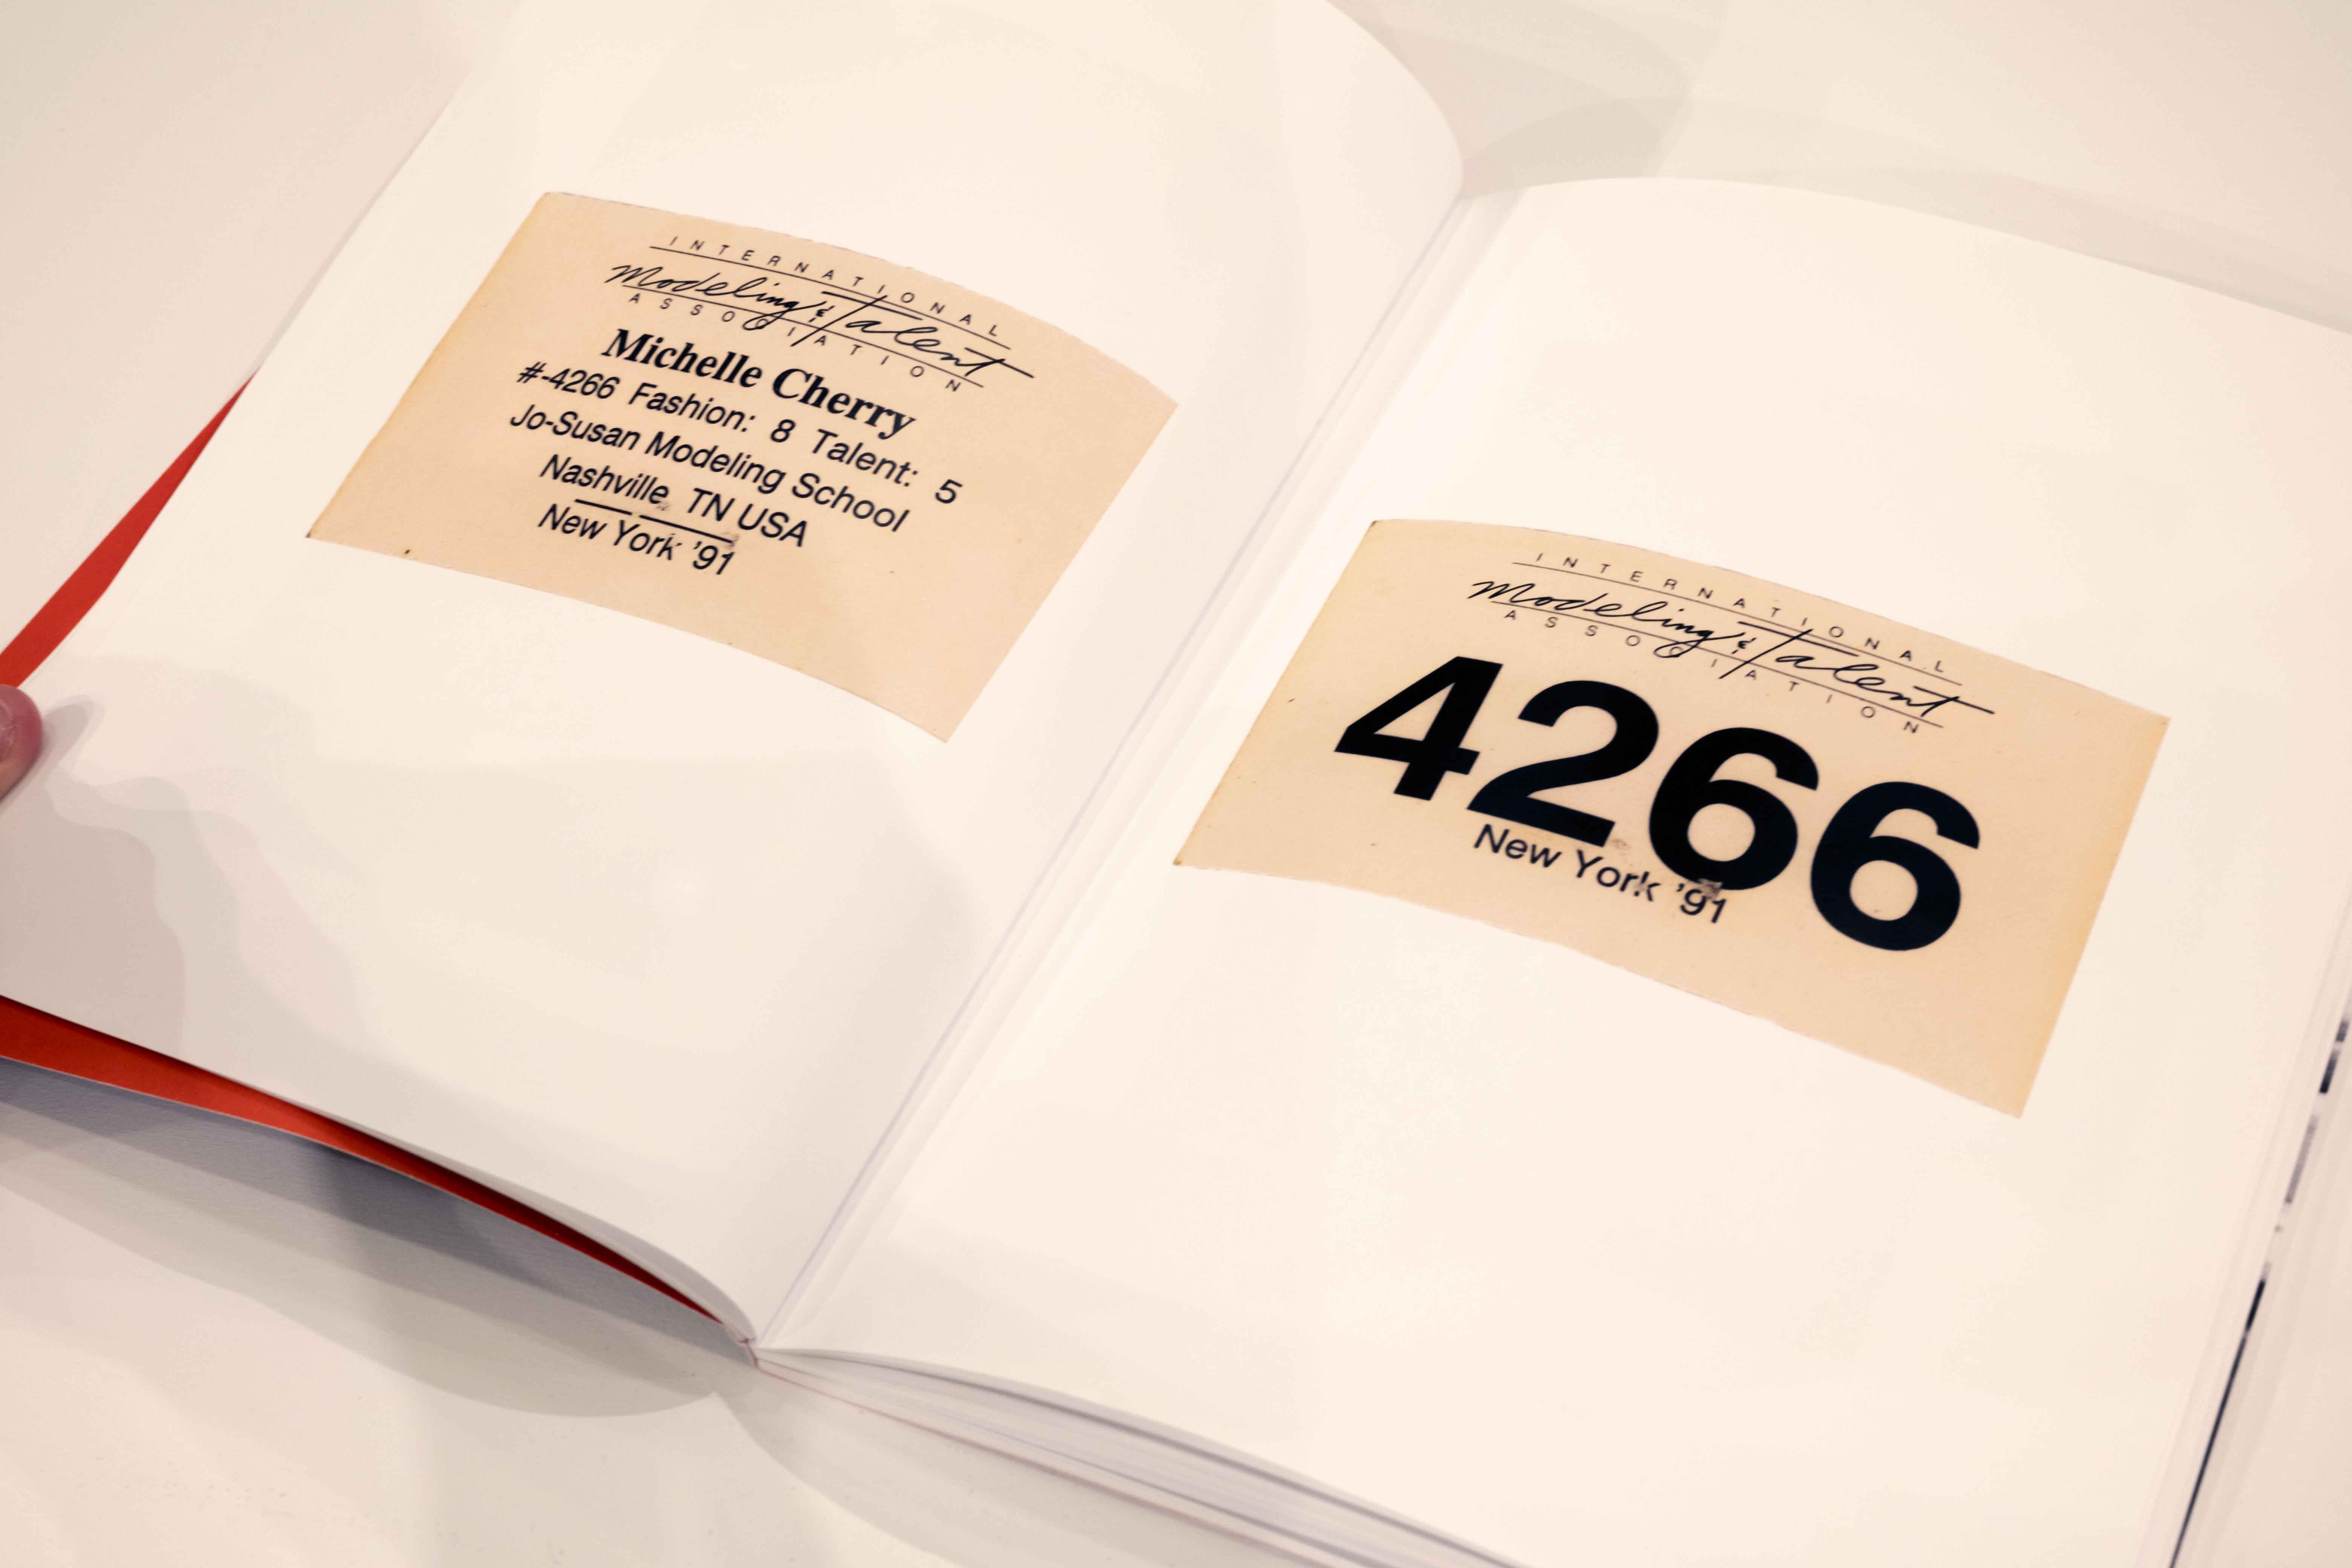 INTERNATIONAL
Modeling & Talent
ASSOCIATION
Michelle Cherry
#-4266 Fashion: 8 Talent: 5
Jo-Susan Modeling School
Nashville, TN USA
New York '91
INTERNATIONAL
Modeling & Talent
ASSOCIATION
4266
New York '91